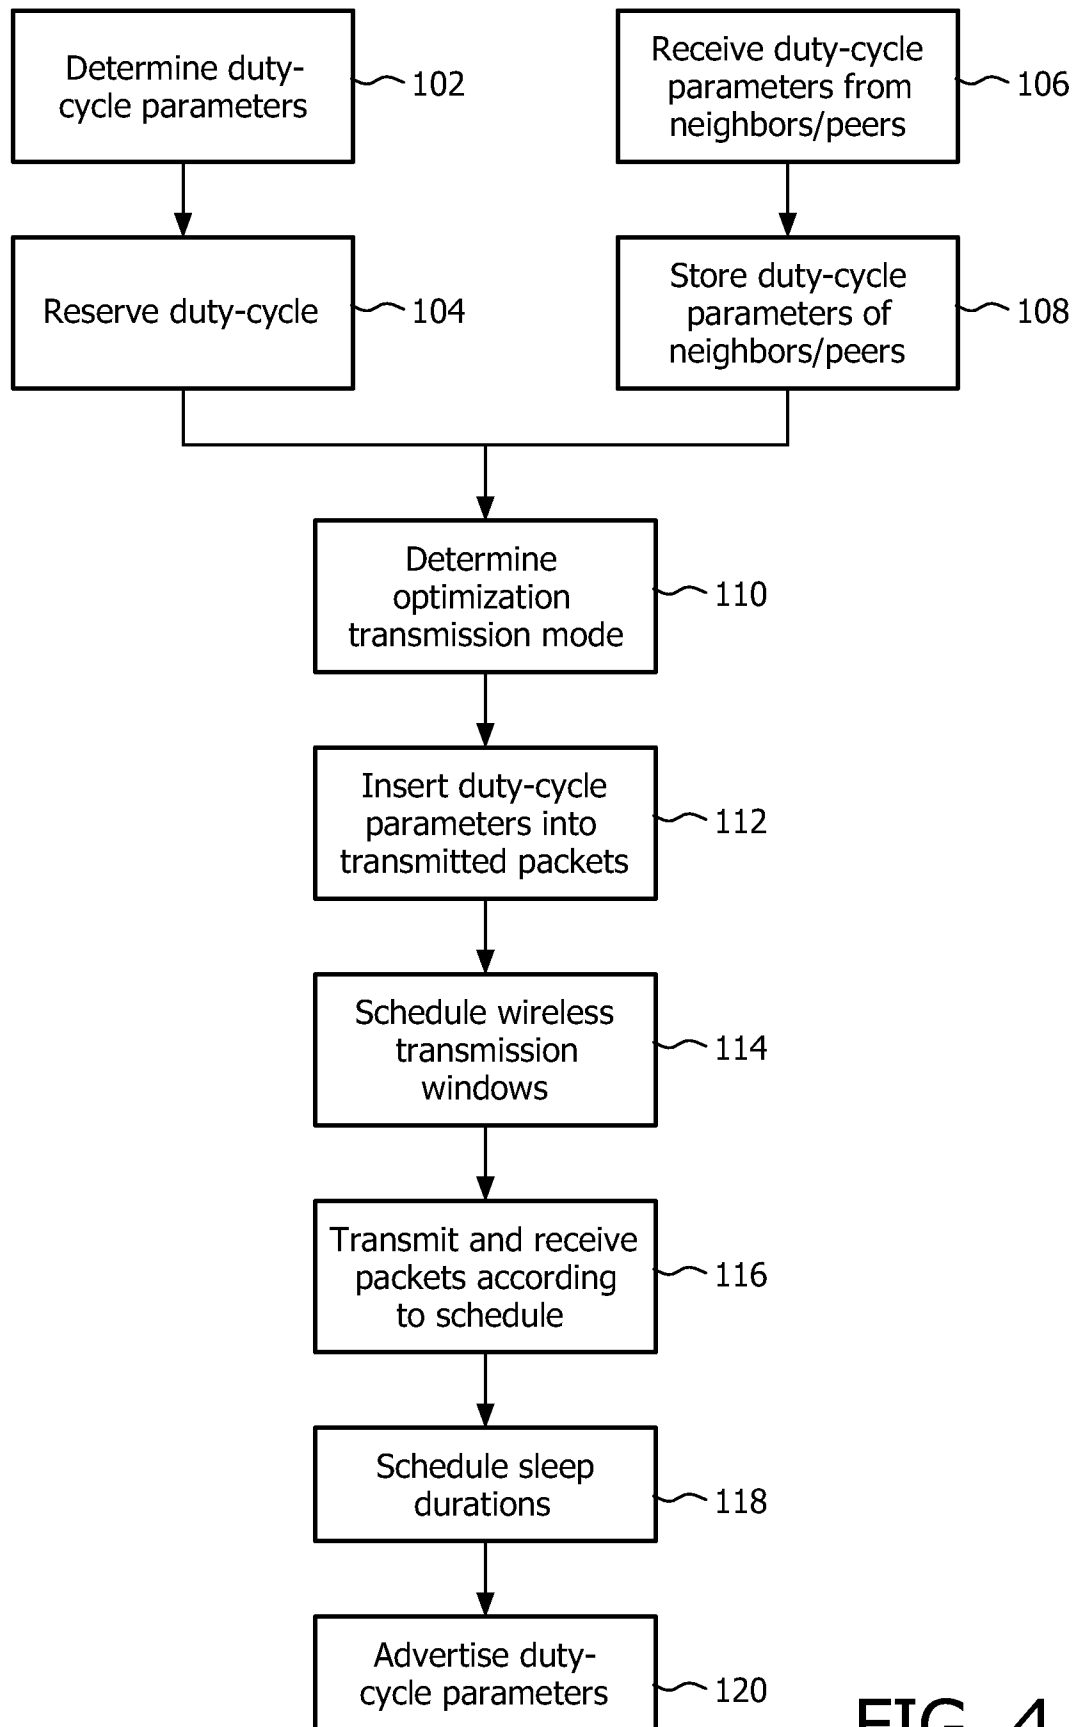 Determine duty-
cycle parameters
102
Receive duty-cycle
parameters from
neighbors/peers
106
Reserve duty-cycle
104
Store duty-cycle
parameters of
neighbors/peers
108
Determine
optimization
transmission mode
110
Insert duty-cycle
parameters into
transmitted packets
112
Schedule wireless
transmission
windows
114
Transmit and receive
packets according
to schedule
116
Schedule sleep
durations
118
Advertise duty-
cycle parameters
120
FIG. 4